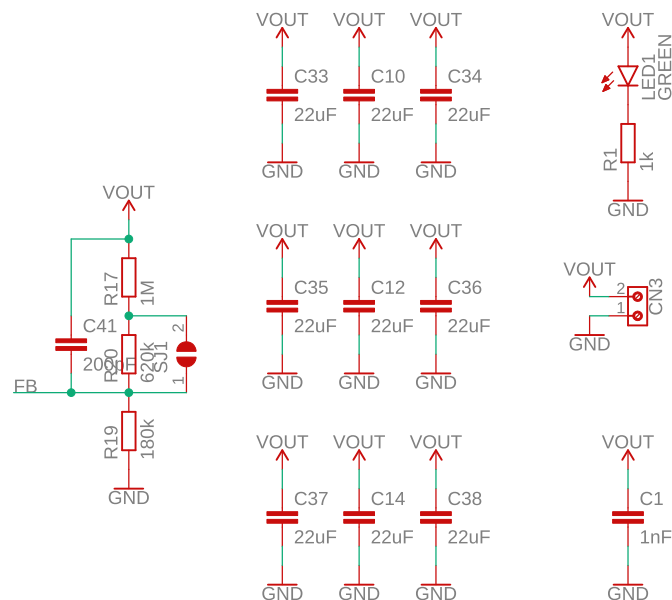 VOUT VOUT VOUT VOUT
C33 C10 C34
22uF 22uF 22uF
LED1
GREEN
GND GND GND
R1
1k
GND
VOUT
R17
1M
C41
200pF
R20
620k
SJ1
2
1
FB
R19
180k
GND
VOUT VOUT VOUT
C35 C12 C36
22uF 22uF 22uF
GND GND GND
VOUT
2
1
CN3
GND
VOUT VOUT VOUT VOUT
C37 C14 C38 C1
22uF 22uF 22uF 1nF
GND GND GND GND